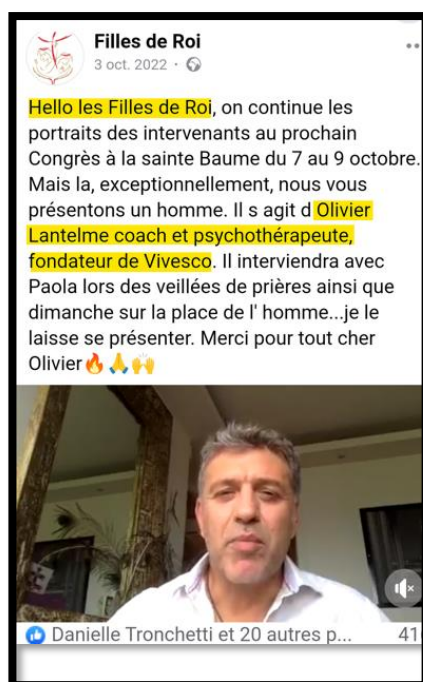 Filles de Roi
3 oct. 2022 ·
Hello les Filles de Roi, on continue les
portraits des intervenants au prochain
Congrès à la sainte Baume du 7 au 9 octobre.
Mais la, exceptionnellement, nous vous
présentons un homme. Il s agit d Olivier
Lantelme coach et psychothérapeute,
fondateur de Vivesco. Il interviendra avec
Paola lors des veillées de prières ainsi que
dimanche sur la place de l' homme...je le
laisse se présenter. Merci pour tout cher
Olivier🔥🙏🙌
Danielle Tronchetti et 20 autres p...